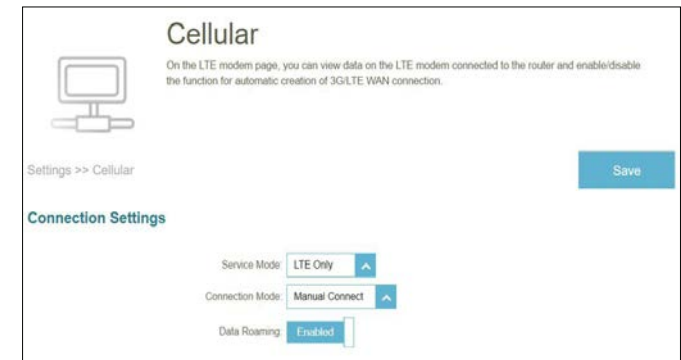 Cellular
On the LTE modem page, you can view data on the LTE modem connected to the router and enable/disable
the function for automatic creation of 3G/LTE WAN connection.
Settings >> Cellular
Save
Connection Settings
Service Mode: LTE Only
Connection Mode: Manual Connect
Data Roaming: Enabled